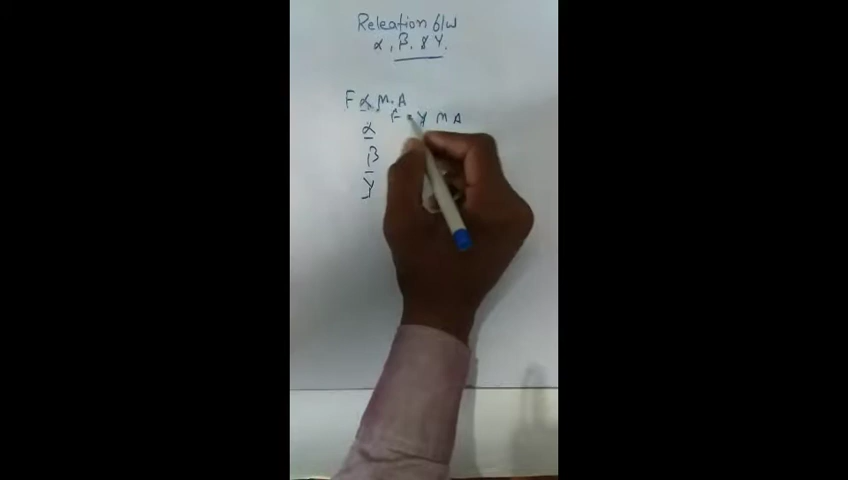 Releation b/w
α, β. & γ.
F α M.A
F γ M A
α
β
γ